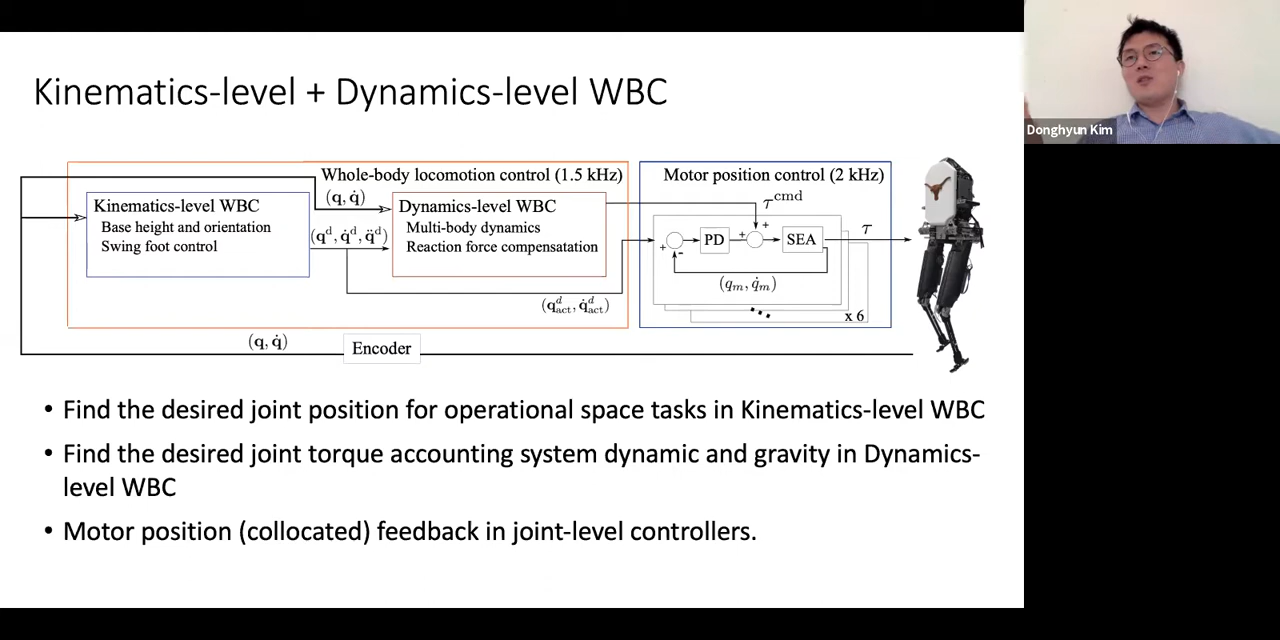 Kinematics-level + Dynamics-level WBC
Donghyun Kim
Whole-body locomotion control (1.5 kHz)
Motor position control (2 kHz)
(q, q̇)
τ^cmd
Kinematics-level WBC
Base height and orientation
Swing foot control
(q^d, q̇^d, q̈^d)
Dynamics-level WBC
Multi-body dynamics
Reaction force compensatation
+
-
PD
+
+
SEA
τ
(q_m, q̇_m)
(q^d_act, q̇^d_act)
...
x 6
(q, q̇)
Encoder
• Find the desired joint position for operational space tasks in Kinematics-level WBC
• Find the desired joint torque accounting system dynamic and gravity in Dynamics-
level WBC
• Motor position (collocated) feedback in joint-level controllers.